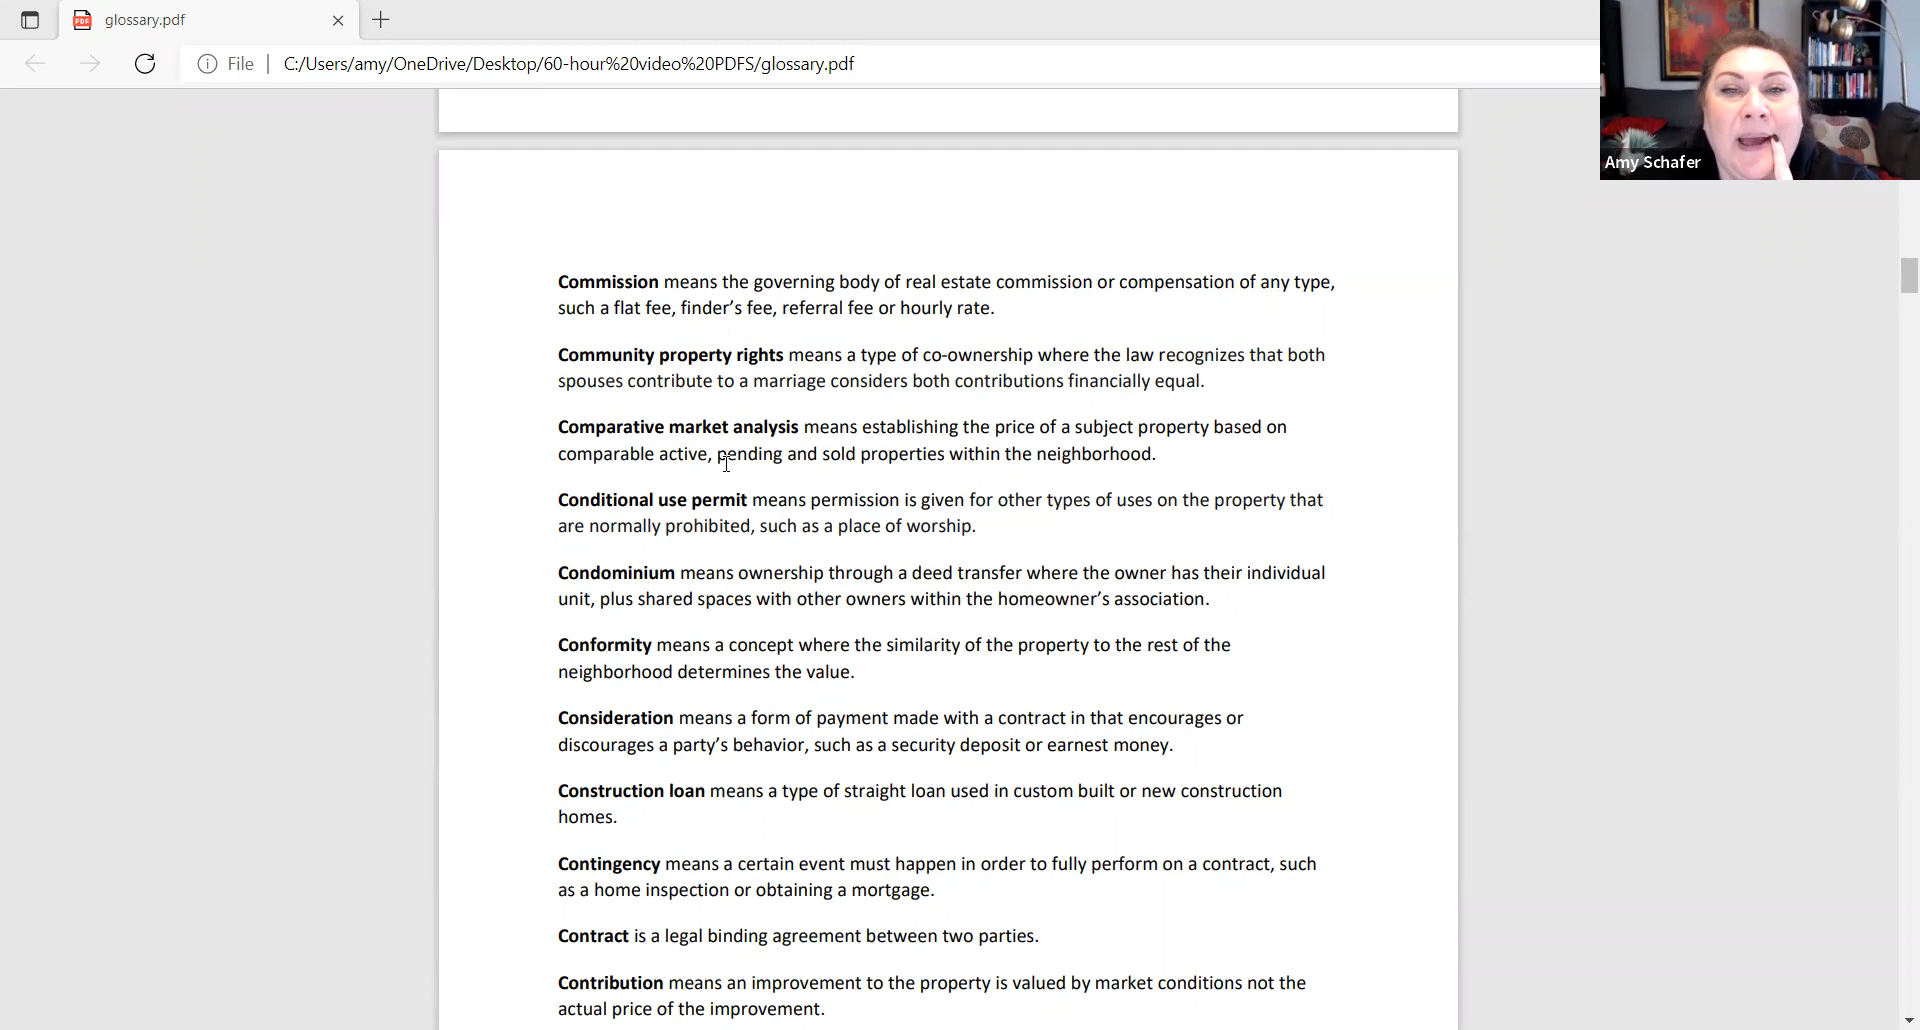 glossary.pdf
File
C:/Users/amy/OneDrive/Desktop/60-hour%20video%20PDFS/glossary.pdf
Amy Schafer
Commission means the governing body of real estate commission or compensation of any type,
such a flat fee, finder’s fee, referral fee or hourly rate.
Community property rights means a type of co-ownership where the law recognizes that both
spouses contribute to a marriage considers both contributions financially equal.
Comparative market analysis means establishing the price of a subject property based on
comparable active, pending and sold properties within the neighborhood.
Conditional use permit means permission is given for other types of uses on the property that
are normally prohibited, such as a place of worship.
Condominium means ownership through a deed transfer where the owner has their individual
unit, plus shared spaces with other owners within the homeowner’s association.
Conformity means a concept where the similarity of the property to the rest of the
neighborhood determines the value.
Consideration means a form of payment made with a contract in that encourages or
discourages a party’s behavior, such as a security deposit or earnest money.
Construction loan means a type of straight loan used in custom built or new construction
homes.
Contingency means a certain event must happen in order to fully perform on a contract, such
as a home inspection or obtaining a mortgage.
Contract is a legal binding agreement between two parties.
Contribution means an improvement to the property is valued by market conditions not the
actual price of the improvement.